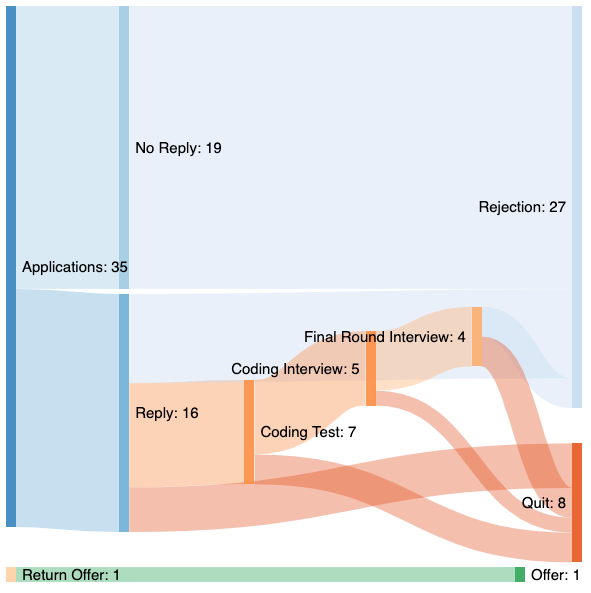 No Reply: 19
Rejection: 27
Applications: 35
Final Round Interview: 4
Coding Interview: 5
Reply: 16
Coding Test: 7
Quit: 8
Return Offer: 1
Offer: 1